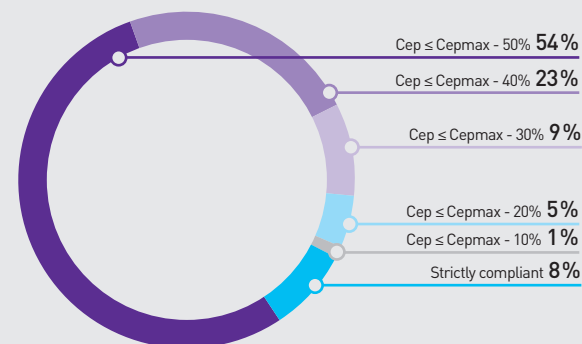 Cep ≤ Cepmax - 50% 54%
Cep ≤ Cepmax - 40% 23%
Cep ≤ Cepmax - 30% 9%
Cep ≤ Cepmax - 20% 5%
Cep ≤ Cepmax - 10% 1%
Strictly compliant 8%